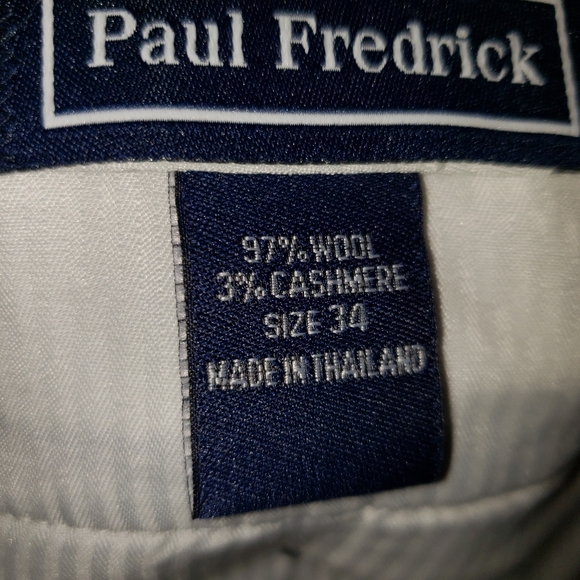 Paul Fredrick
97% WOOL
3% CASHMERE
SIZE 34
MADE IN THAILAND